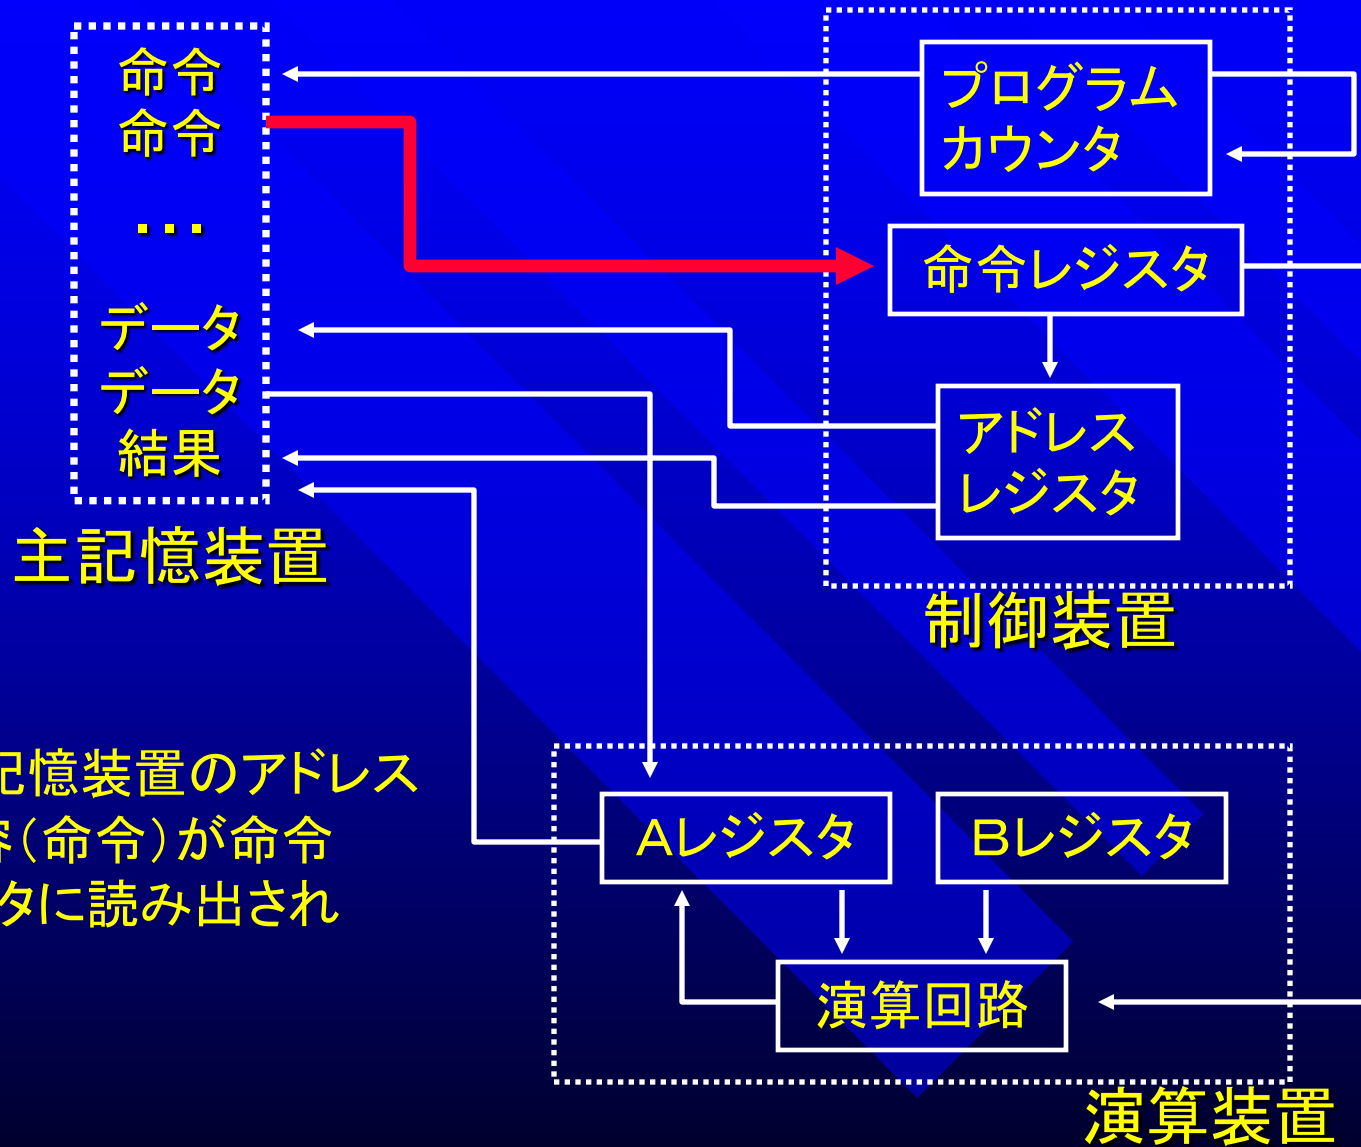 命令
命令
…
データ
データ
結果
主記憶装置
プログラム
カウンタ
命令レジスタ
アドレス
レジスタ
制御装置
記憶装置のアドレス
容(命令)が命令
タに読み出され
Aレジスタ
Bレジスタ
演算回路
演算装置